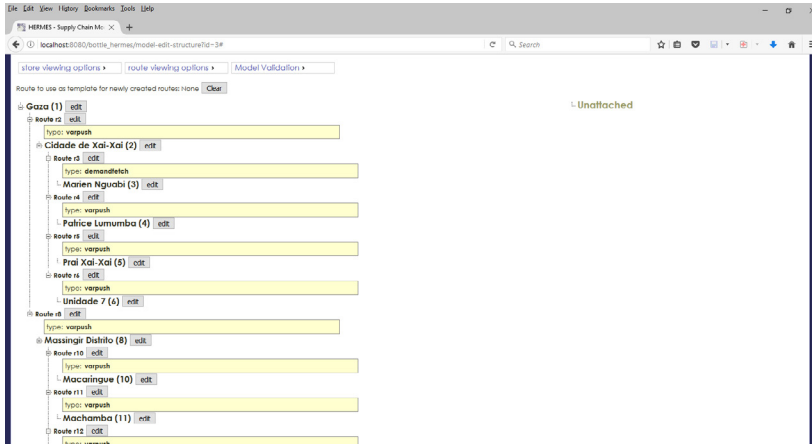 File Edit View History Bookmarks Tools Help
HERMES - Supply Chain Mo
localhost:8080/bottle_hermes/model-edit-structure?id=3#
Search
store viewing options
route viewing options
Model Validation
Route to use as template for newly created routes: None Clear
Gaza (1) edit
Unattached
Route r2 edit
type: varpush
Cidade de Xai-Xai (2) edit
Route r3 edit
type: demandfetch
Marien Nguabi (3) edit
Route r4 edit
type: varpush
Patrice Lumumba (4) edit
Route r5 edit
type: varpush
Prai Xai-Xai (5) edit
Route r6 edit
type: varpush
Unidade 7 (6) edit
Route r8 edit
type: varpush
Massingir Distrito (8) edit
Route r10 edit
type: varpush
Macaringue (10) edit
Route r11 edit
type: varpush
Machamba (11) edit
Route r12 edit
type: varpush